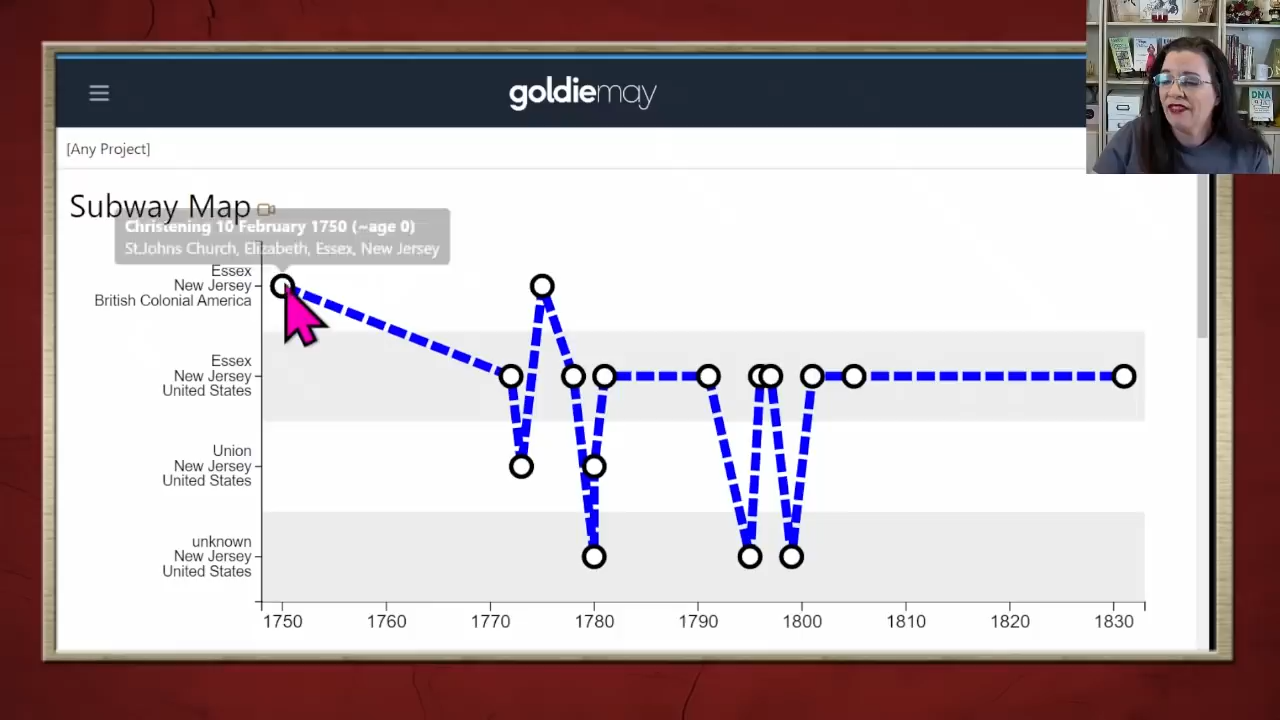 goldiemay
[Any Project]
Subway Map
Christening 10 February 1750 (~age 0)
St.Johns Church, Elizabeth, Essex, New Jersey
Essex
New Jersey
British Colonial America
Essex
New Jersey
United States
Union
New Jersey
United States
unknown
New Jersey
United States
1750 1760 1770 1780 1790 1800 1810 1820 1830
DNA